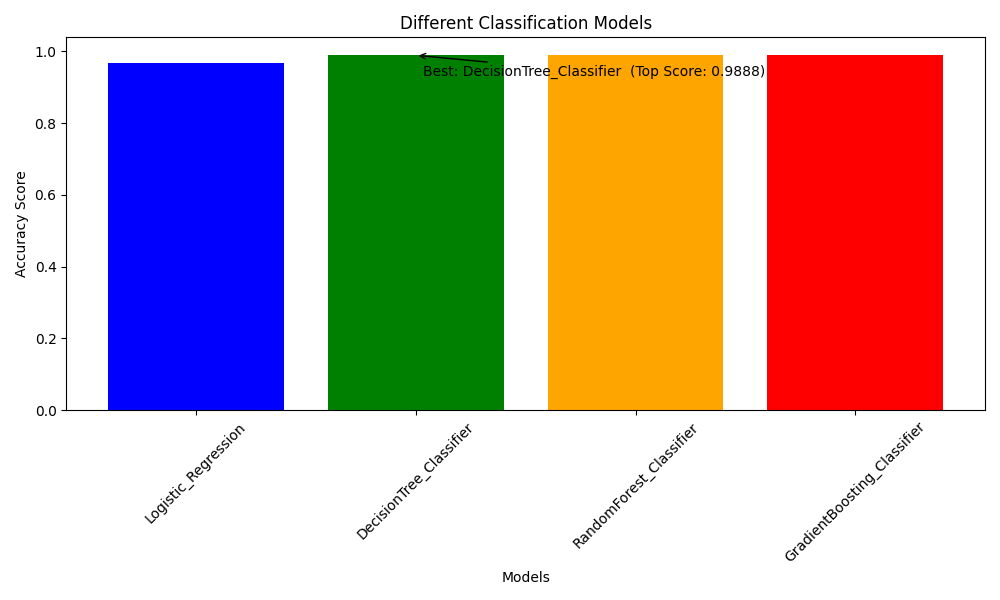 Different Classification Models
Accuracy Score
1.0
0.8
0.6
0.4
0.2
0.0
Best: DecisionTree_Classifier  (Top Score: 0.9888)
Logistic_Regression
DecisionTree_Classifier
RandomForest_Classifier
GradientBoosting_Classifier
Models